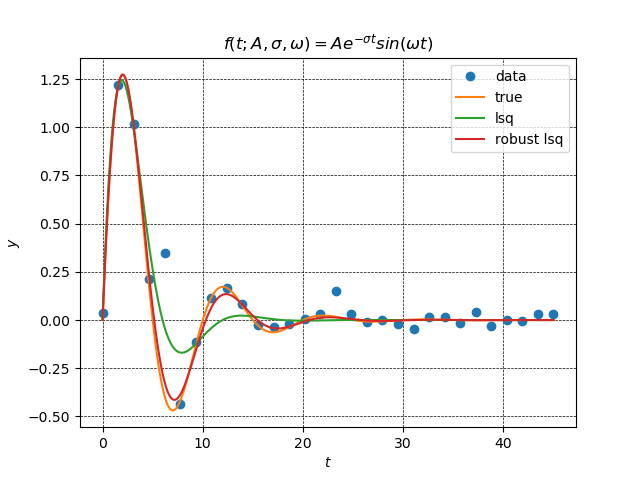 f(t; A, σ, ω) = Ae^{−σt}sin(ωt)
data
true
lsq
robust lsq
1.25
1.00
0.75
0.50
0.25
0.00
−0.25
−0.50
y
0 10 20 30 40
t